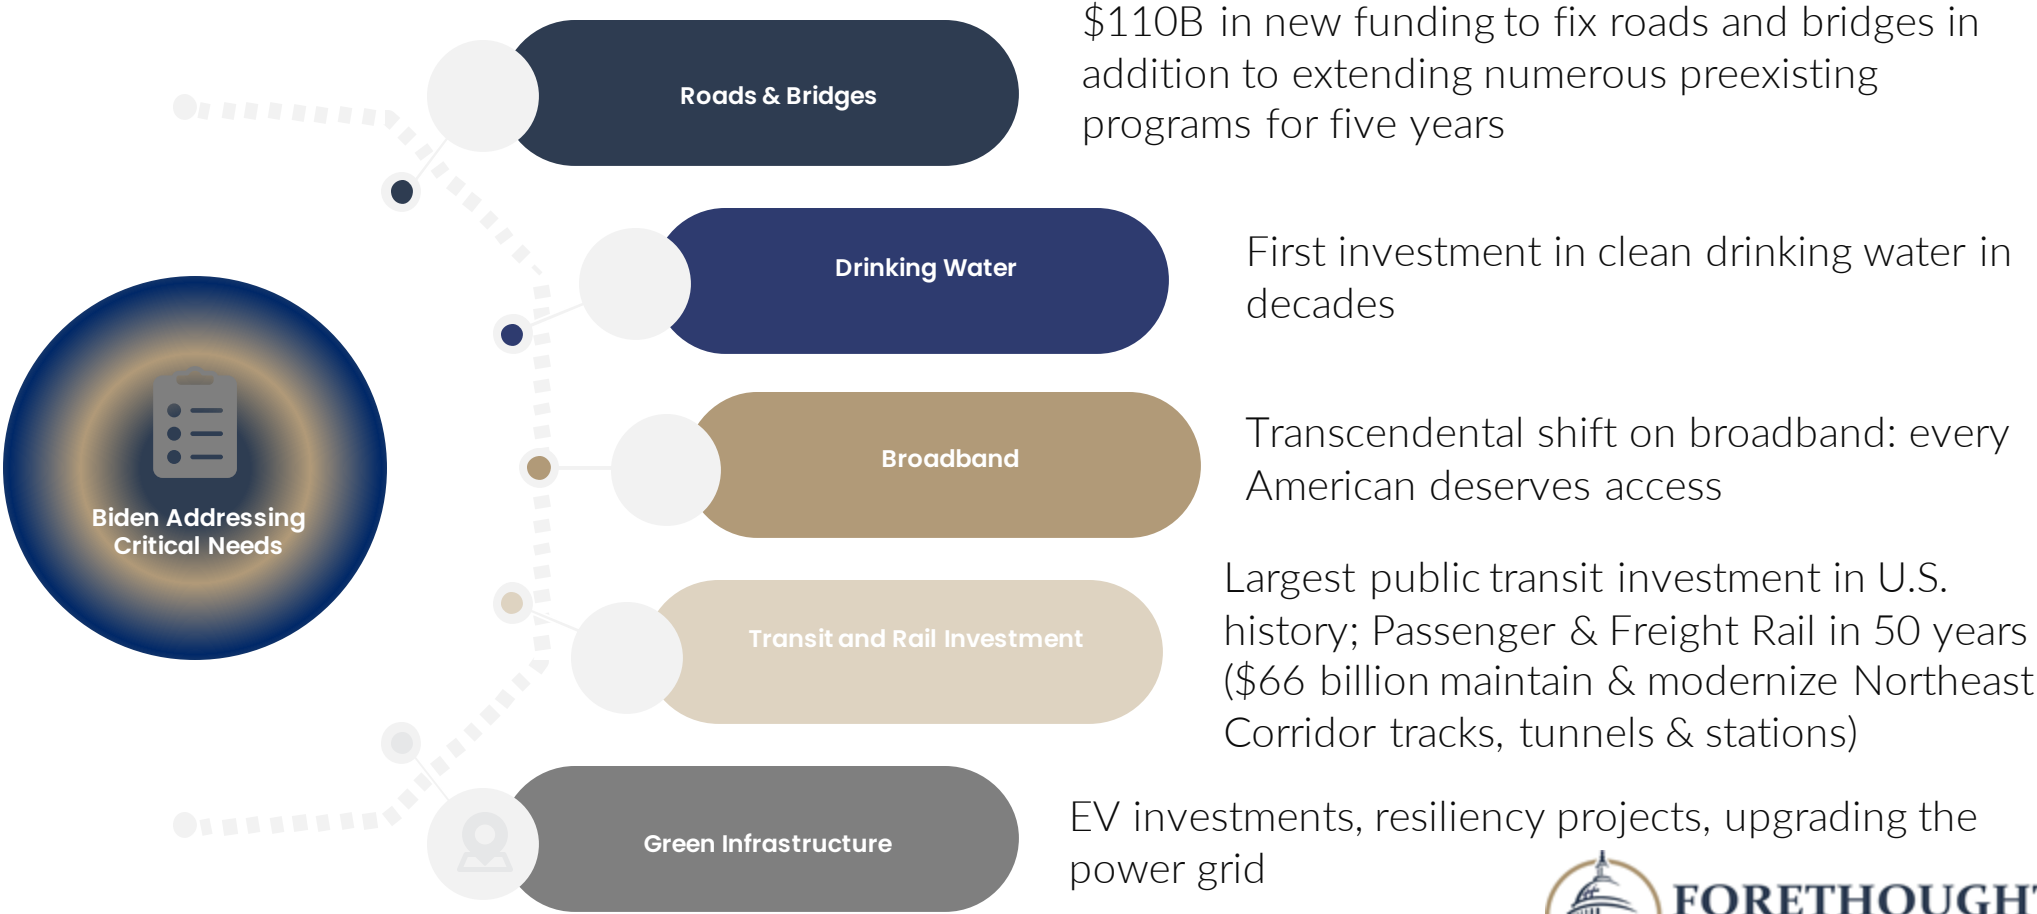 Roads & Bridges
$110B in new funding to fix roads and bridges in
addition to extending numerous preexisting
programs for five years
Drinking Water
First investment in clean drinking water in
decades
Biden Addressing
Critical Needs
Broadband
Transcendental shift on broadband: every
American deserves access
Transit and Rail Investment
Largest public transit investment in U.S.
history; Passenger & Freight Rail in 50 years
($66 billion maintain & modernize Northeast
Corridor tracks, tunnels & stations)
Green Infrastructure
EV investments, resiliency projects, upgrading the
power grid
FORETHOUGHT